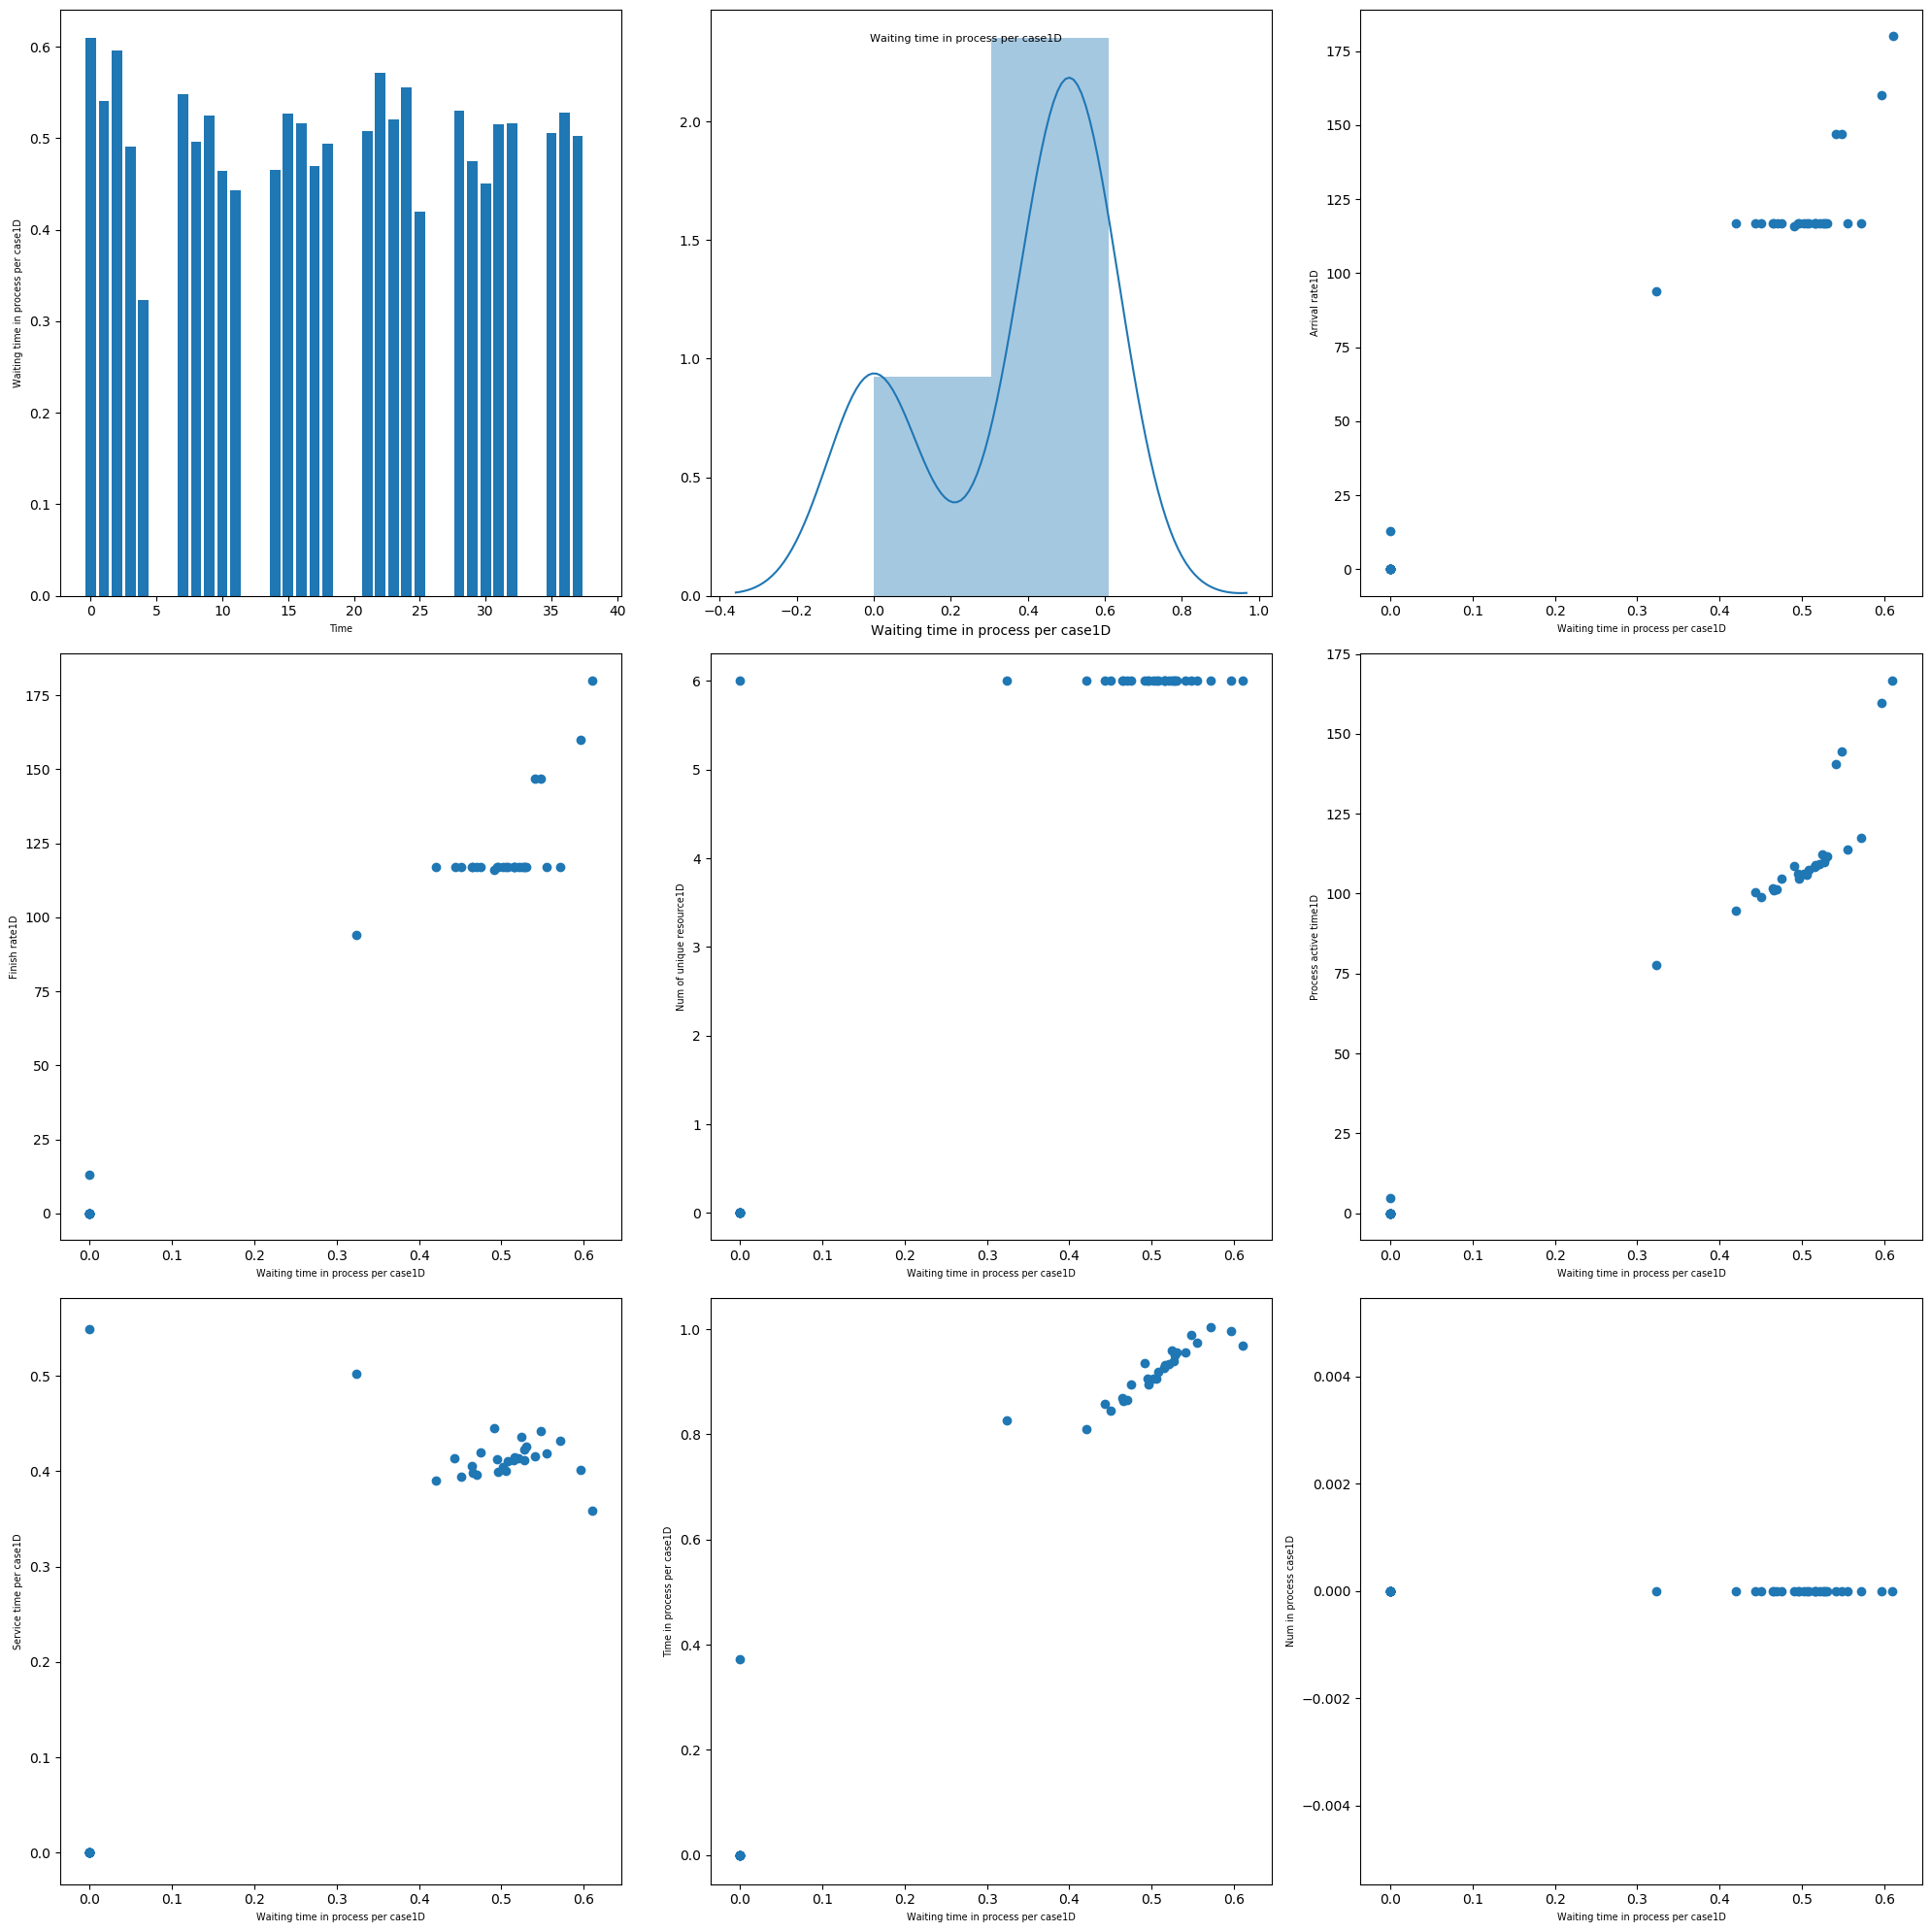 0.6
0.5
0.4
0.3
0.2
0.1
0.0
Waiting time in process per case1D
0 5 10 15 20 25 30 35 40
Time
Waiting time in process per case1D
2.0
1.5
1.0
0.5
0.0
−0.4 −0.2 0.0 0.2 0.4 0.6 0.8 1.0
Waiting time in process per case1D
175
150
125
100
75
50
25
0
Arrival rate1D
0.0 0.1 0.2 0.3 0.4 0.5 0.6
Waiting time in process per case1D
175
150
125
100
75
50
25
0
Finish rate1D
0.0 0.1 0.2 0.3 0.4 0.5 0.6
Waiting time in process per case1D
6
5
4
3
2
1
0
Num of unique resource1D
0.0 0.1 0.2 0.3 0.4 0.5 0.6
Waiting time in process per case1D
175
150
125
100
75
50
25
0
Process active time1D
0.0 0.1 0.2 0.3 0.4 0.5 0.6
Waiting time in process per case1D
0.5
0.4
0.3
0.2
0.1
0.0
Service time per case1D
0.0 0.1 0.2 0.3 0.4 0.5 0.6
Waiting time in process per case1D
1.0
0.8
0.6
0.4
0.2
0.0
Time in process per case1D
0.0 0.1 0.2 0.3 0.4 0.5 0.6
Waiting time in process per case1D
0.004
0.002
0.000
−0.002
−0.004
Num in process case1D
0.0 0.1 0.2 0.3 0.4 0.5 0.6
Waiting time in process per case1D